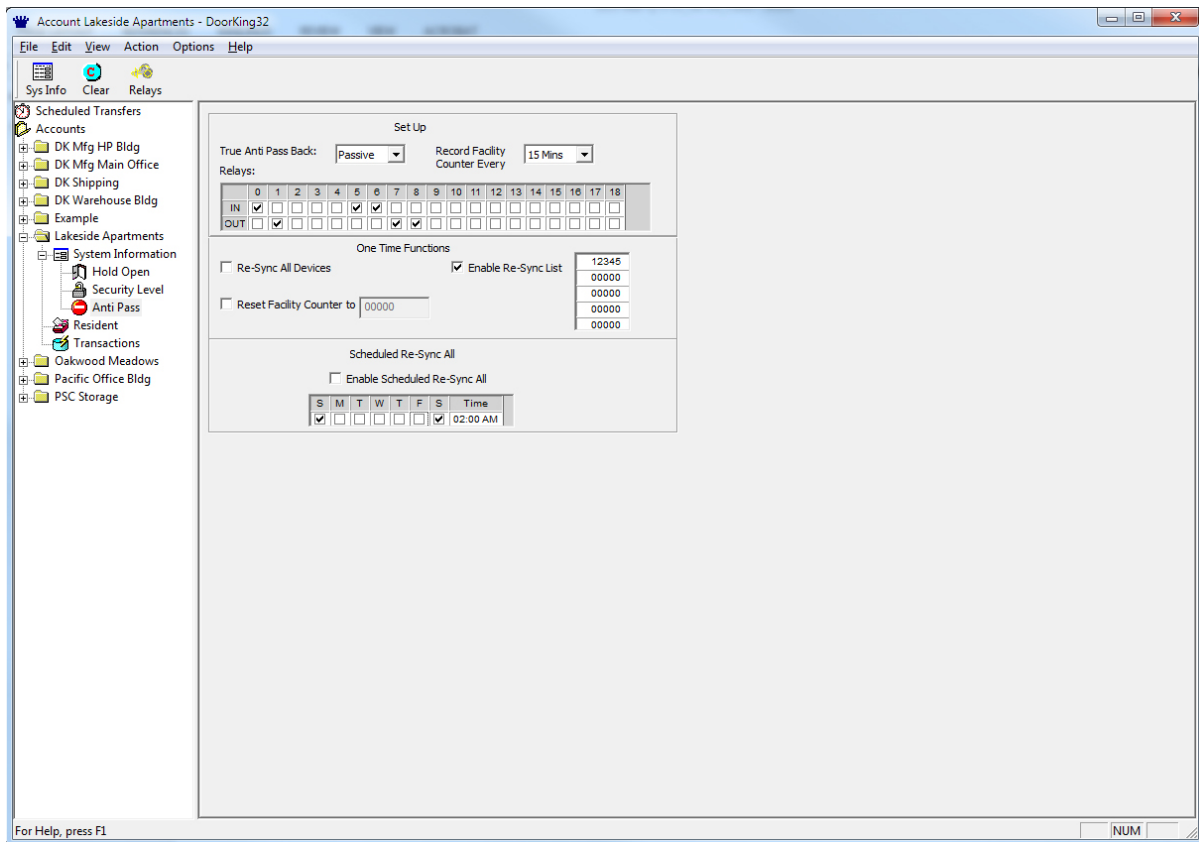 Account Lakeside Apartments - DoorKing32
File Edit View Action Options Help
Sys Info Clear Relays
Scheduled Transfers
Accounts
DK Mfg HP Bldg
DK Mfg Main Office
DK Shipping
DK Warehouse Bldg
Example
Lakeside Apartments
System Information
Hold Open
Security Level
Anti Pass
Resident
Transactions
Oakwood Meadows
Pacific Office Bldg
PSC Storage
Set Up
True Anti Pass Back: Passive Record Facility Counter Every 15 Mins
Relays:
0 1 2 3 4 5 6 7 8 9 10 11 12 13 14 15 16 17 18
IN
OUT
One Time Functions
Re-Sync All Devices Enable Re-Sync List 12345
00000
00000
Reset Facility Counter to 00000 00000
00000
Scheduled Re-Sync All
Enable Scheduled Re-Sync All
S M T W T F S Time
02:00 AM
For Help, press F1 NUM